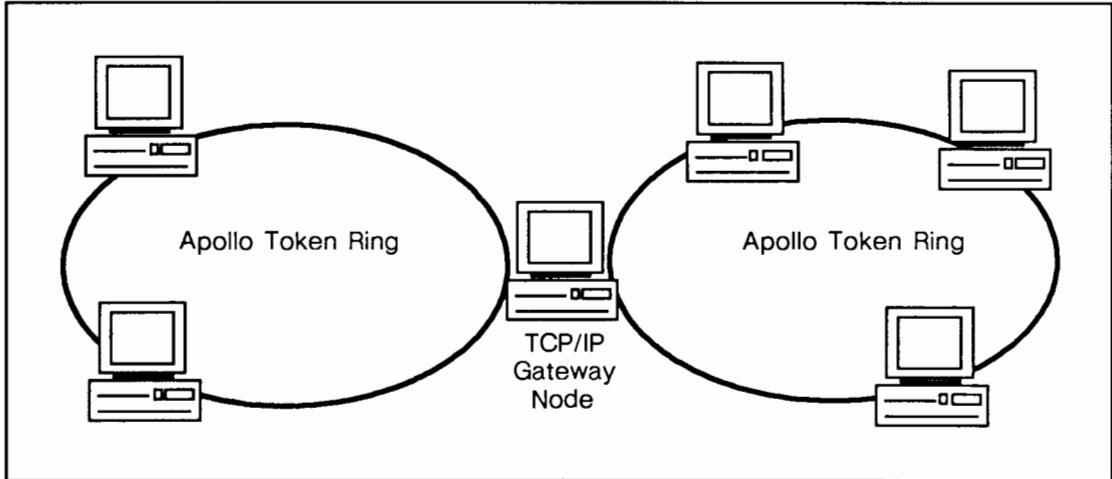 Apollo Token Ring
Apollo Token Ring
TCP/IP
Gateway
Node